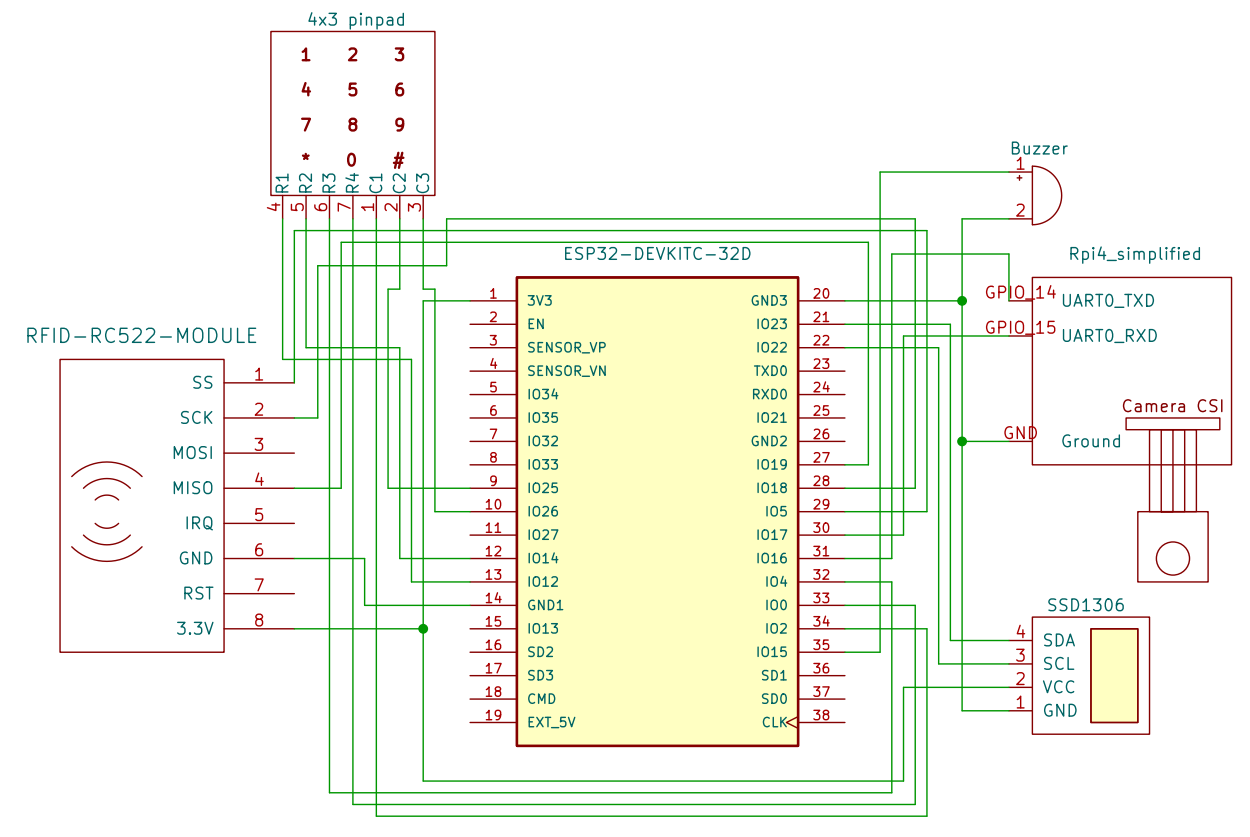 4x3 pinpad
1 2 3
4 5 6
7 8 9
* 0 #
R1 R2 R3 R4 C1 C2 C3
4 5 6 7 1 2 3
Buzzer
1
+
2
ESP32-DEVKITC-32D
1 3V3
2 EN
3 SENSOR_VP
4 SENSOR_VN
5 IO34
6 IO35
7 IO32
8 IO33
9 IO25
10 IO26
11 IO27
12 IO14
13 IO12
14 GND1
15 IO13
16 SD2
17 SD3
18 CMD
19 EXT_5V
GND3 20
IO23 21
IO22 22
TXD0 23
RXD0 24
IO21 25
GND2 26
IO19 27
IO18 28
IO5 29
IO17 30
IO16 31
IO4 32
IO0 33
IO2 34
IO15 35
SD1 36
SD0 37
CLK 38
Rpi4_simplified
GPIO_14 UART0_TXD
GPIO_15 UART0_RXD
Camera CSI
GND Ground
RFID-RC522-MODULE
SS 1
SCK 2
MOSI 3
MISO 4
IRQ 5
GND 6
RST 7
3.3V 8
SSD1306
4 SDA
3 SCL
2 VCC
1 GND